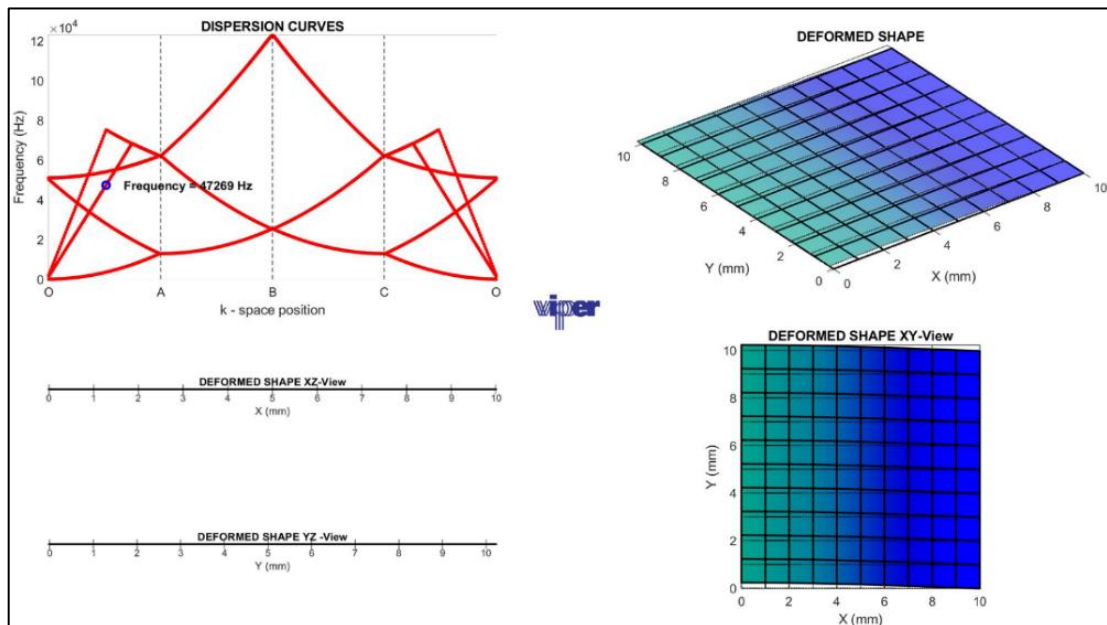 DISPERSION CURVES
×10⁴
12
10
8
6
4
2
0
Frequency (Hz)
Frequency = 47269 Hz
O A B C O
k - space position
DEFORMED SHAPE XZ-View
0 1 2 3 4 5 6 7 8 9 10
X (mm)
DEFORMED SHAPE YZ -View
0 1 2 3 4 5 6 7 8 9 10
Y (mm)
viper
DEFORMED SHAPE
10
8
6
4
2
0
Y (mm)
0
2
4
6
8
10
X (mm)
DEFORMED SHAPE XY-View
10
8
6
4
2
0
Y (mm)
0 2 4 6 8 10
X (mm)